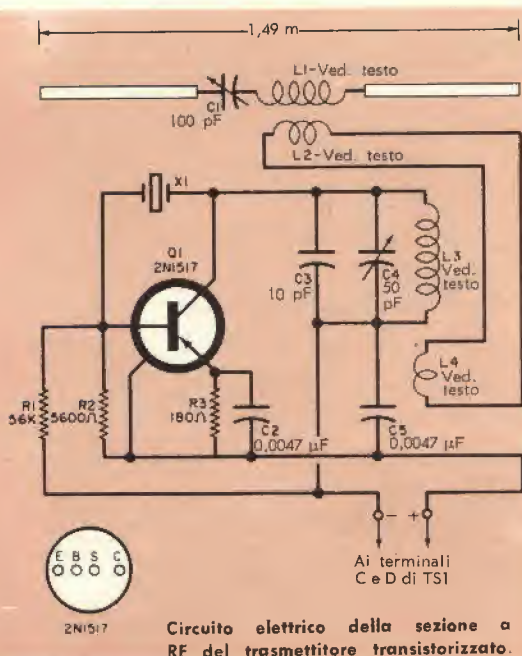 1,49 m
L1-Ved. testo
C1
100 pF
L2-Ved. testo
X1
Q1
2N1517
C3
10 pF
C4
50
pF
L3
Ved.
testo
L4
Ved.
testo
R1
56K
R2
5600Ω
R3
180Ω
C2
0,0047 µF
C5
0,0047 µF
- +
Ai terminali
C e D di TS1
E B S C
2N1517
Circuito elettrico della sezione a
RF del trasmettitore transistorizzato.